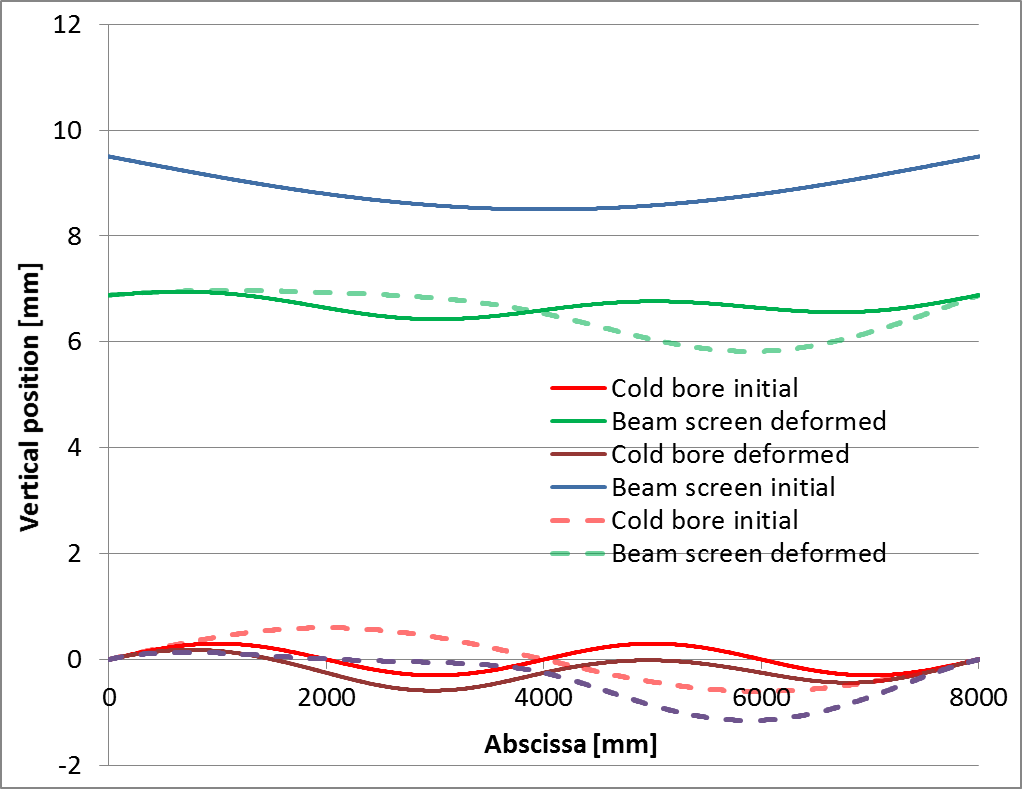 12
10
8
6
4
2
0
-2
Vertical position [mm]
Cold bore initial
Beam screen deformed
Cold bore deformed
Beam screen initial
Cold bore initial
Beam screen deformed
0 2000 4000 6000 8000
Abscissa [mm]